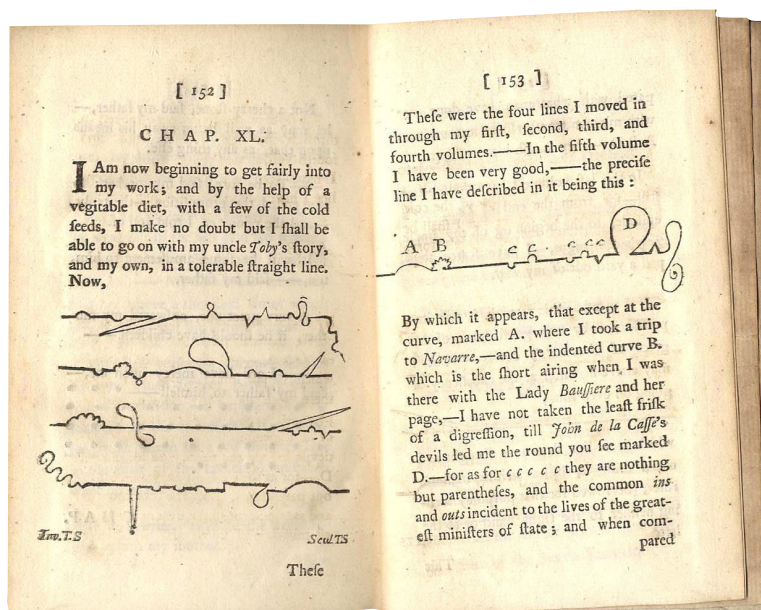 [ 152 ]
CHAP. XL.
I Am now beginning to get fairly into
my work; and by the help of a
vegitable diet, with a few of the cold
ſeeds, I make no doubt but I ſhall be
able to go on with my uncle Toby's ſtory,
and my own, in a tolerable ſtraight line.
Now,
Inv.T.S
Scul.T.S
Theſe
[ 153 ]
Theſe were the four lines I moved in
through my firſt, ſecond, third, and
fourth volumes.——In the fifth volume
I have been very good,——the preciſe
line I have deſcribed in it being this:
A B c c c c c D
By which it appears, that except at the
curve, marked A. where I took a trip
to Navarre,—and the indented curve B.
which is the ſhort airing when I was
there with the Lady Bauſſiere and her
page,—I have not taken the leaſt friſk
of a digreſſion, till John de la Caſſe's
devils led me the round you ſee marked
D.—for as for c c c c c they are nothing
but parentheſes, and the common ins
and outs incident to the lives of the great-
eſt miniſters of ſtate; and when com-
pared